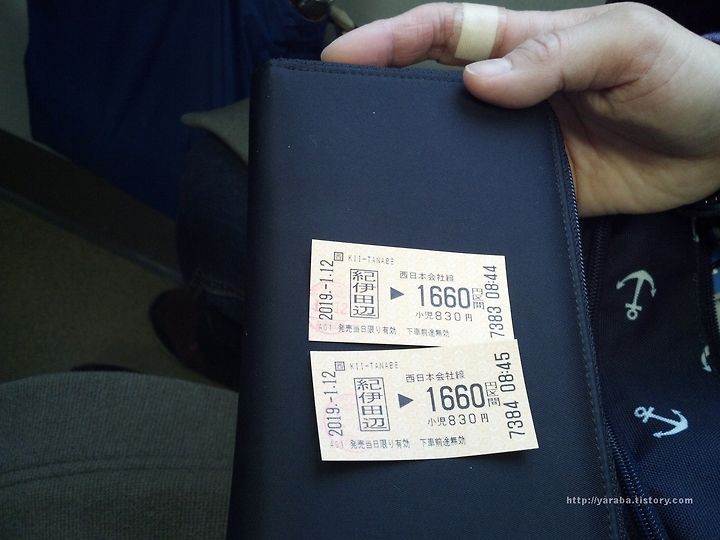 圓 KII-TANABE
2019.-1.12
紀伊田辺
西日本会社線
▶ 1660円区間
小児830円
発売当日限り有効 下車前途無効
7383 08:44
KII-TANABE
2019.-1.12
紀伊田辺
西日本会社線
▶ 1660円区間
小児830円
発売当日限り有効 下車前途無効
7384 08:45
http://yaraba.tistory.com